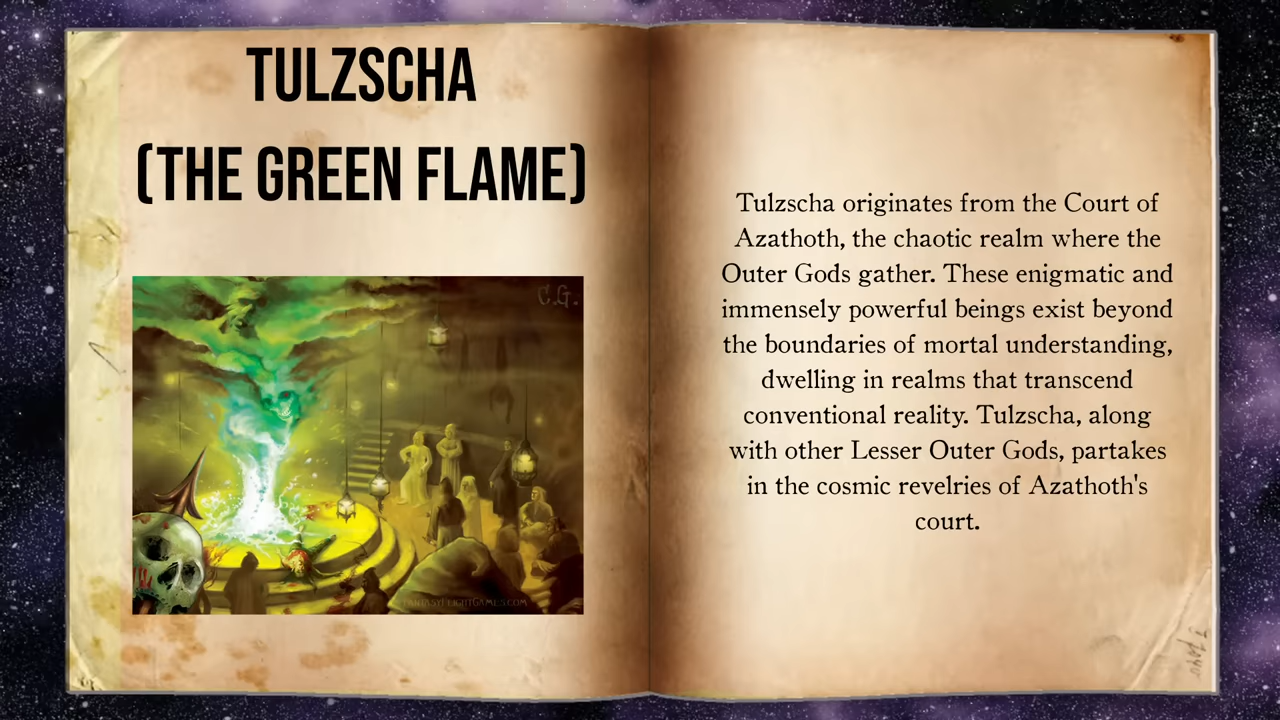 TULZSCHA
(THE GREEN FLAME)
C.G.
FANTASYFLIGHTGAMES.COM
Tulzscha originates from the Court of
Azathoth, the chaotic realm where the
Outer Gods gather. These enigmatic and
immensely powerful beings exist beyond
the boundaries of mortal understanding,
dwelling in realms that transcend
conventional reality. Tulzscha, along
with other Lesser Outer Gods, partakes
in the cosmic revelries of Azathoth's
court.